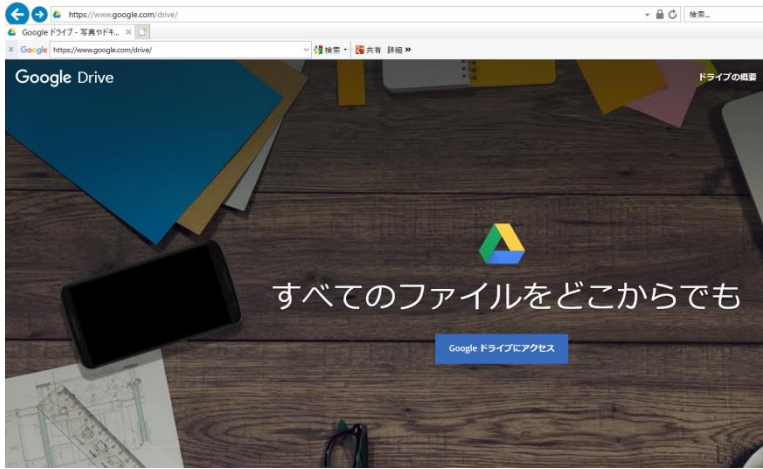 https://www.google.com/drive/
検索...
Google ドライブ - 写真やドキ...
× Google https://www.google.com/drive/ 検索 共有 詳細 »
Google Drive
ドライブの概要
すべてのファイルをどこからでも
Google ドライブにアクセス